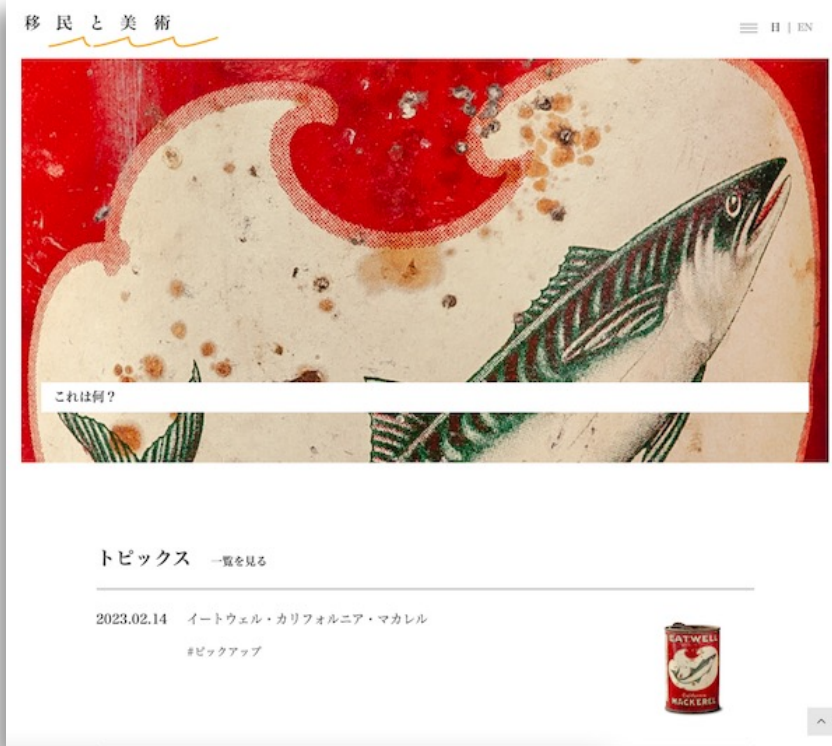 移民と美術
日 | EN
これは何？
トピックス 一覧を見る
2023.02.14 イートウェル・カリフォルニア・マカレル
#ピックアップ
EATWELL
California
MACKEREL